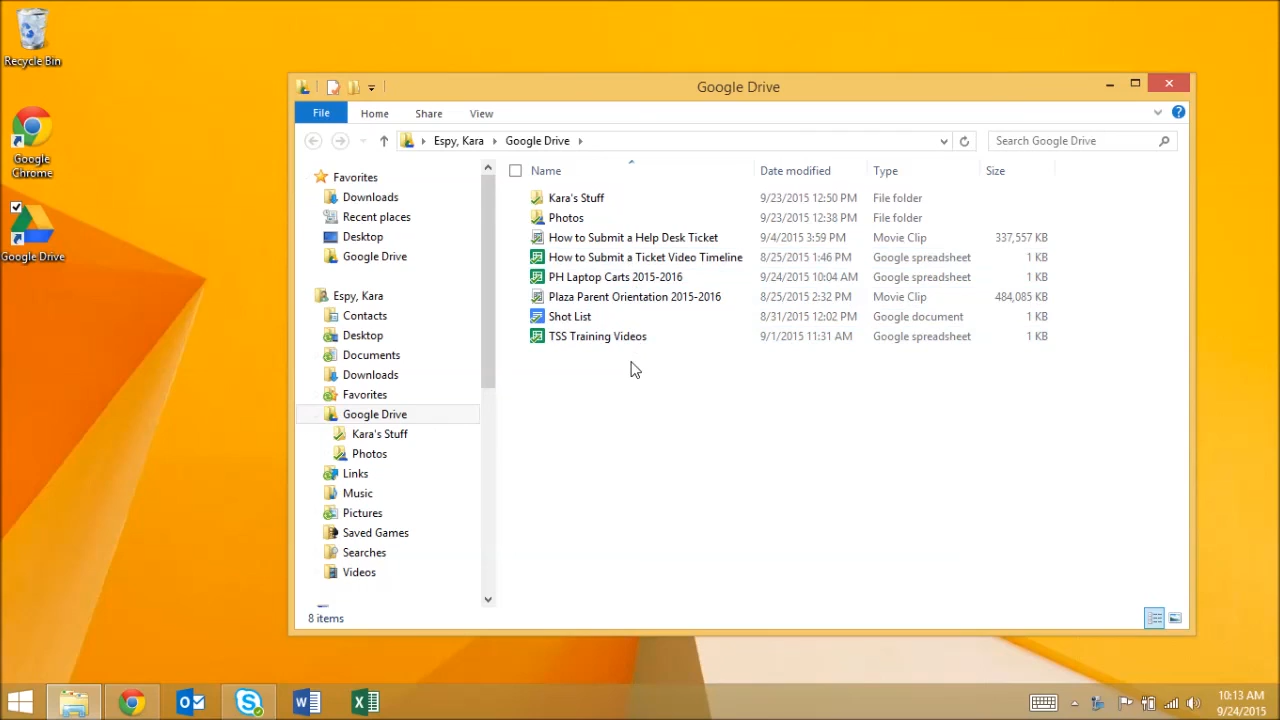 Recycle Bin
Google
Chrome
Google Drive
Google Drive
File Home Share View
Espy, Kara Google Drive
Search Google Drive
Favorites
Downloads
Recent places
Desktop
Google Drive
Espy, Kara
Contacts
Desktop
Documents
Downloads
Favorites
Google Drive
Kara's Stuff
Photos
Links
Music
Pictures
Saved Games
Searches
Videos
Name Date modified Type Size
Kara's Stuff 9/23/2015 12:50 PM File folder
Photos 9/23/2015 12:38 PM File folder
How to Submit a Help Desk Ticket 9/4/2015 3:59 PM Movie Clip 337,557 KB
How to Submit a Ticket Video Timeline 8/25/2015 1:46 PM Google spreadsheet 1 KB
PH Laptop Carts 2015-2016 9/24/2015 10:04 AM Google spreadsheet 1 KB
Plaza Parent Orientation 2015-2016 8/25/2015 2:32 PM Movie Clip 484,085 KB
Shot List 8/31/2015 12:02 PM Google document 1 KB
TSS Training Videos 9/1/2015 11:31 AM Google spreadsheet 1 KB
8 items
10:13 AM
9/24/2015